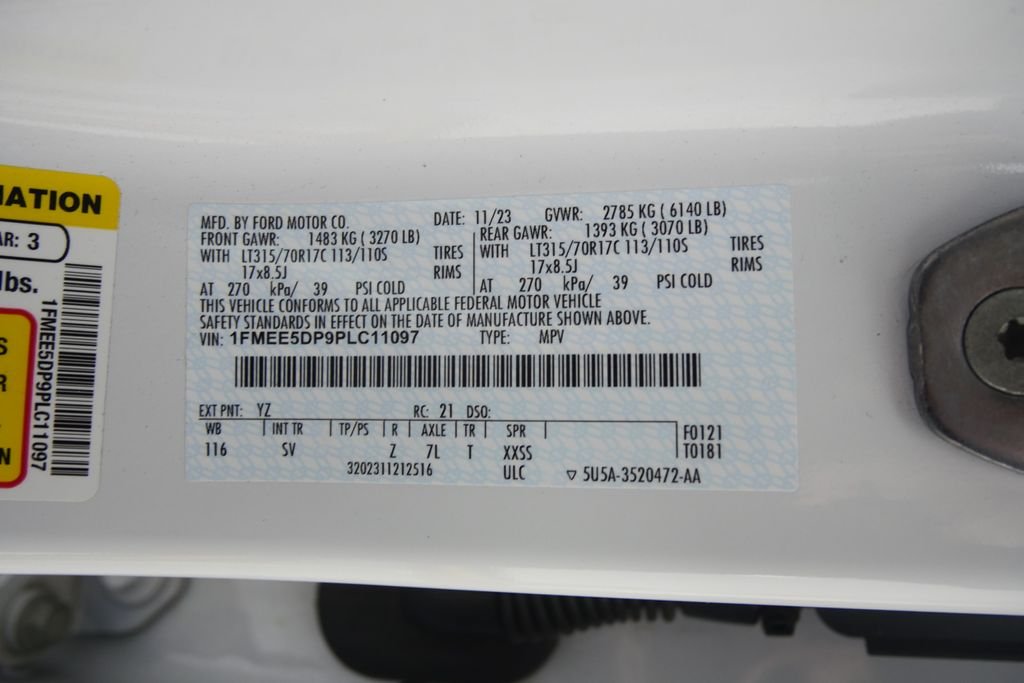 MATION
AR: 3
lbs.
S
R
N
1FMEE5DP9PLC11097
MFD. BY FORD MOTOR CO. DATE: 11/23 GVWR: 2785 KG ( 6140 LB)
FRONT GAWR: 1483 KG ( 3270 LB) REAR GAWR: 1393 KG ( 3070 LB)
WITH LT315/70R17C 113/110S TIRES WITH LT315/70R17C 113/110S TIRES
17x8.5J RIMS 17x8.5J RIMS
AT 270 kPa/ 39 PSI COLD AT 270 kPa/ 39 PSI COLD
THIS VEHICLE CONFORMS TO ALL APPLICABLE FEDERAL MOTOR VEHICLE
SAFETY STANDARDS IN EFFECT ON THE DATE OF MANUFACTURE SHOWN ABOVE.
VIN: 1FMEE5DP9PLC11097 TYPE: MPV
EXT PNT: YZ RC: 21 DSO:
WB INT TR TP/PS R AXLE TR SPR F0121
116 SV Z 7L T XXSS T0181
3202311212516 ULC ▽ 5U5A-3520472-AA